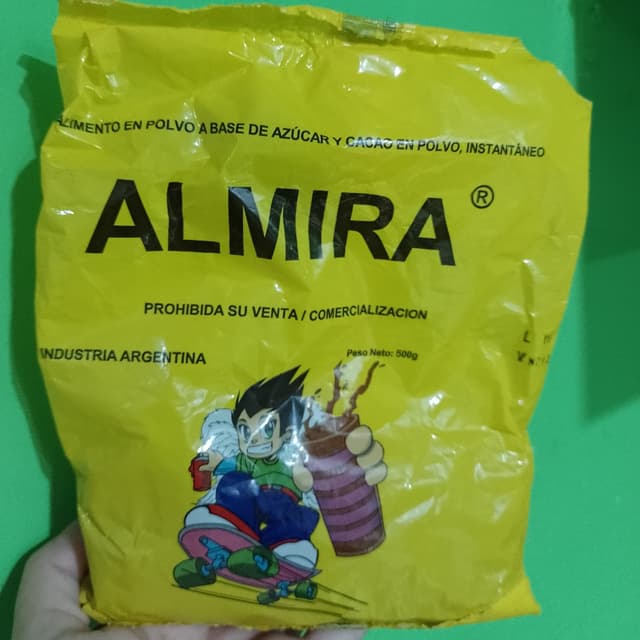 ALIMENTO EN POLVO A BASE DE AZÚCAR Y CACAO EN POLVO, INSTANTÁNEO
ALMIRA ®
PROHIBIDA SU VENTA / COMERCIALIZACION
INDUSTRIA ARGENTINA
Peso Neto: 500g